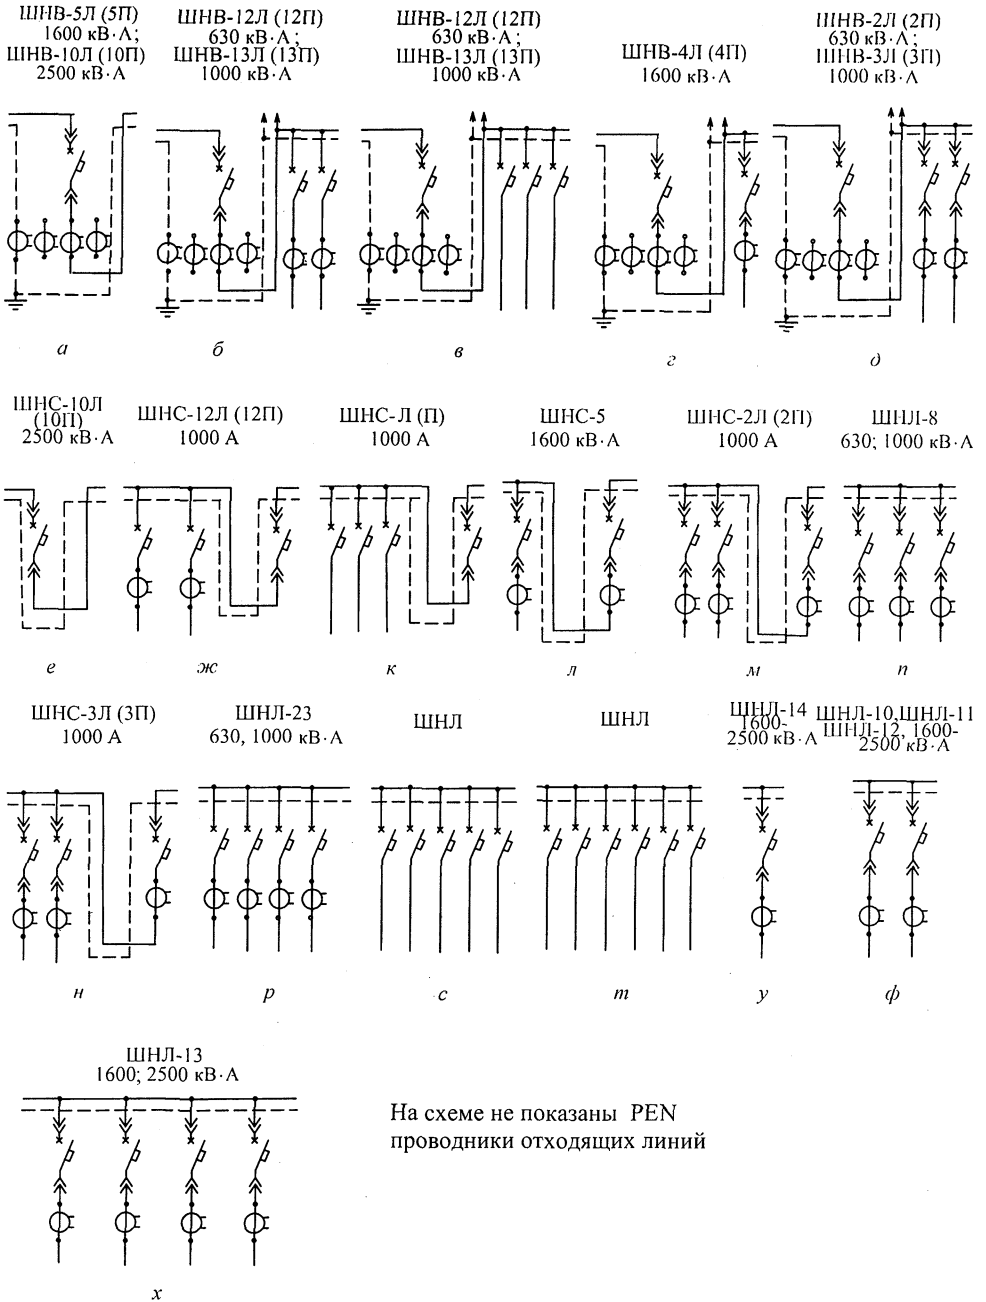 ШНВ-5Л (5П)
1600 кВ·А;
ШНВ-10Л (10П)
2500 кВ·А
ШНВ-12Л (12П)
630 кВ·А;
ШНВ-13Л (13П)
1000 кВ·А
ШНВ-12Л (12П)
630 кВ·А;
ШНВ-13Л (13П)
1000 кВ·А
ШНВ-4Л (4П)
1600 кВ·А
ШНВ-2Л (2П)
630 кВ·А;
ШНВ-3Л (3П)
1000 кВ·А
а
б
в
г
д
ШНС-10Л
(10П)
2500 кВ·А
ШНС-12Л (12П)
1000 А
ШНС-Л (П)
1000 А
ШНС-5
1600 кВ·А
ШНС-2Л (2П)
1000 А
ШНЛ-8
630; 1000 кВ·А
е
ж
к
л
м
п
ШНС-3Л (3П)
1000 А
ШНЛ-23
630, 1000 кВ·А
ШНЛ
ШНЛ
ШНЛ-14
1600-
2500 кВ·А
ШНЛ-10,ШНЛ-11
ШНЛ-12, 1600-
2500 кВ·А
н
р
с
т
у
ф
ШНЛ-13
1600; 2500 кВ·А
На схеме не показаны PEN
проводники отходящих линий
х